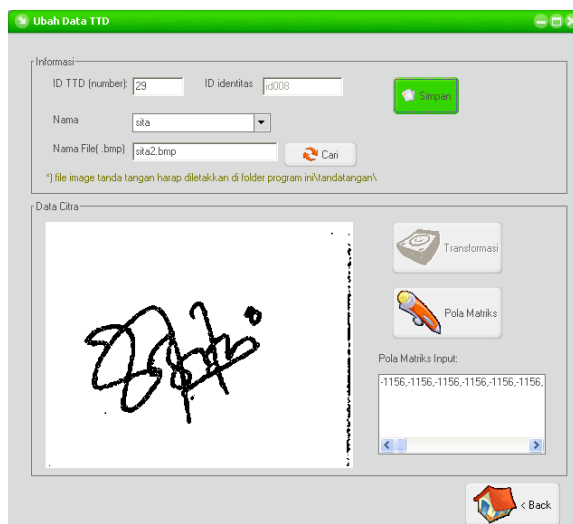 Ubah Data TTD
Informasi
ID TTD (number): 29 ID identitas id008
Simpan
Nama sita
Nama File( .bmp) sita2.bmp Cari
*) file image tanda tangan harap diletakkan di folder program ini\tandatangan\
Data Citra
Transformasi
Pola Matriks
Pola Matriks Input:
-1156,-1156,-1156,-1156,-1156,-1156,
< Back